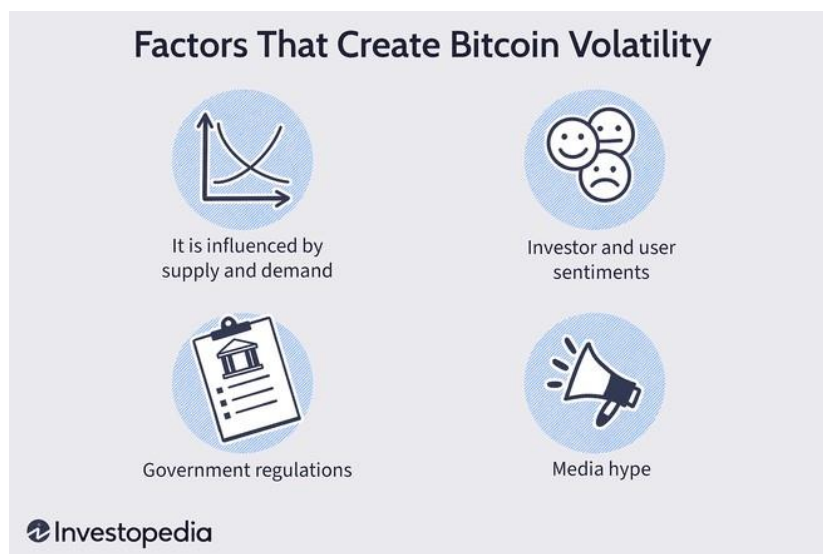 Factors That Create Bitcoin Volatility
It is influenced by
supply and demand
Investor and user
sentiments
Government regulations
Media hype
Investopedia